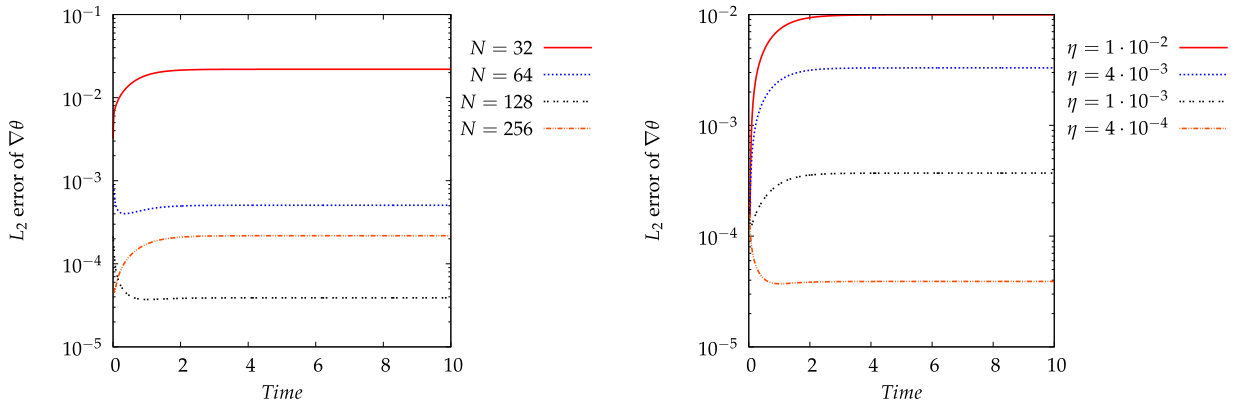 L₂ error of ∇θ
10⁻¹
10⁻²
10⁻³
10⁻⁴
10⁻⁵
0 2 4 6 8 10
Time
N = 32
N = 64
N = 128
N = 256
L₂ error of ∇θ
10⁻²
10⁻³
10⁻⁴
10⁻⁵
0 2 4 6 8 10
Time
η = 1 · 10⁻²
η = 4 · 10⁻³
η = 1 · 10⁻³
η = 4 · 10⁻⁴